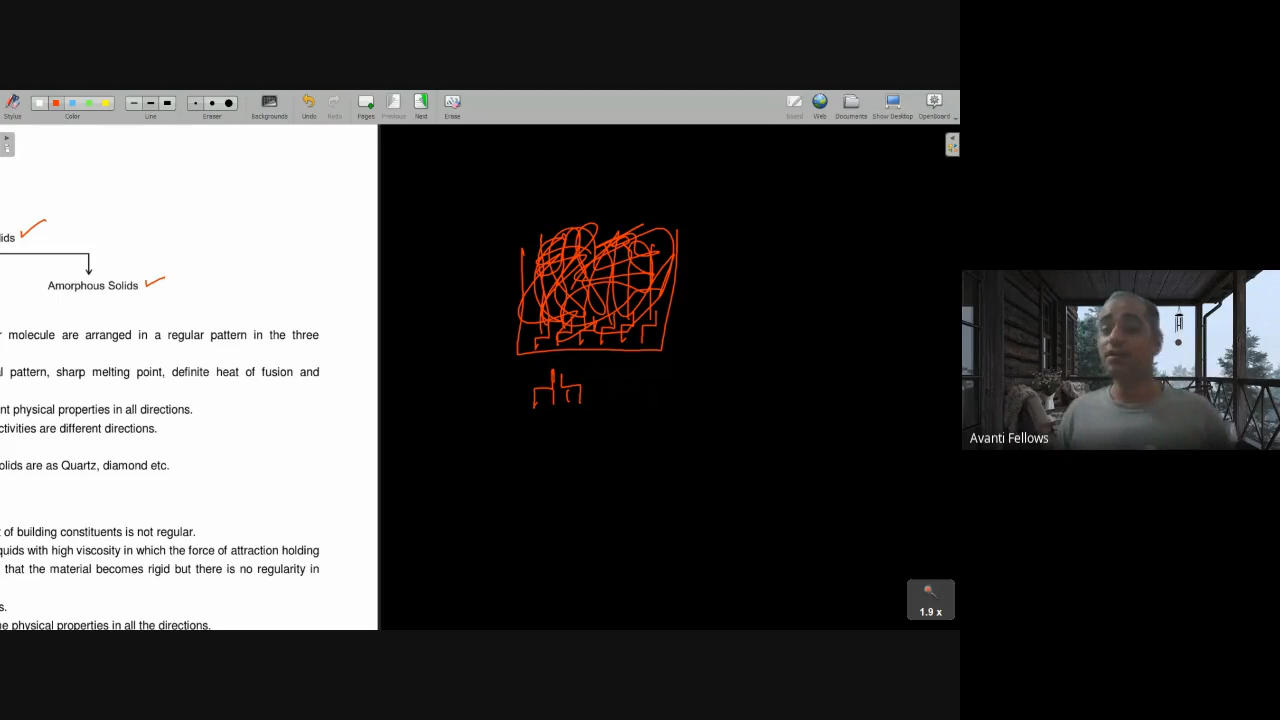 Stylus
Color
Line
Eraser
Backgrounds
Undo
Redo
Pages
Previous
Next
Erase
Board
Web
Documents
Show Desktop
OpenBoard
lids
Amorphous Solids
r molecule are arranged in a regular pattern in the three
l pattern, sharp melting point, definite heat of fusion and
nt physical properties in all directions.
ctivities are different directions.
olids are as Quartz, diamond etc.
t of building constituents is not regular.
quids with high viscosity in which the force of attraction holding
that the material becomes rigid but there is no regularity in
s.
ne physical properties in all the directions.
1.9 x
Avanti Fellows